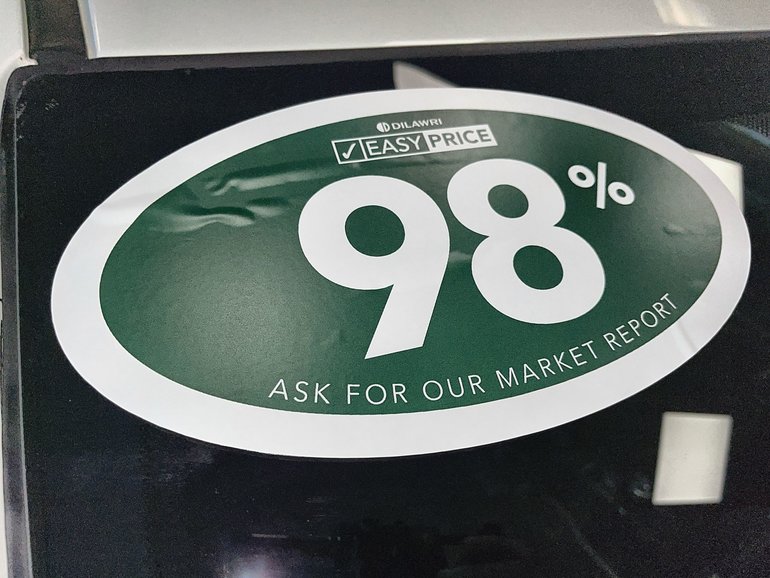 DILAWRI
✓ EASY PRICE
98%
ASK FOR OUR MARKET REPORT